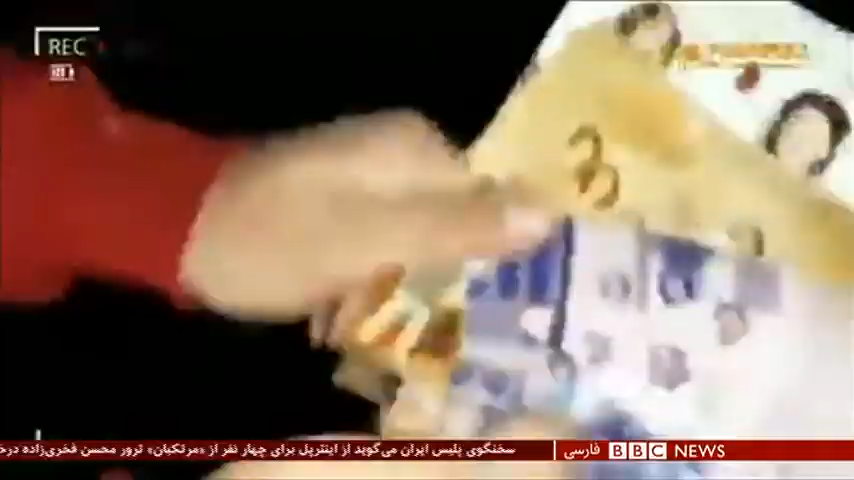 REC
BBC NEWS فارسی
سخنگوی پلیس ایران می‌گوید از اینترپل برای چهار نفر از «مرتکبان» ترور محسن فخری‌زاده درخ